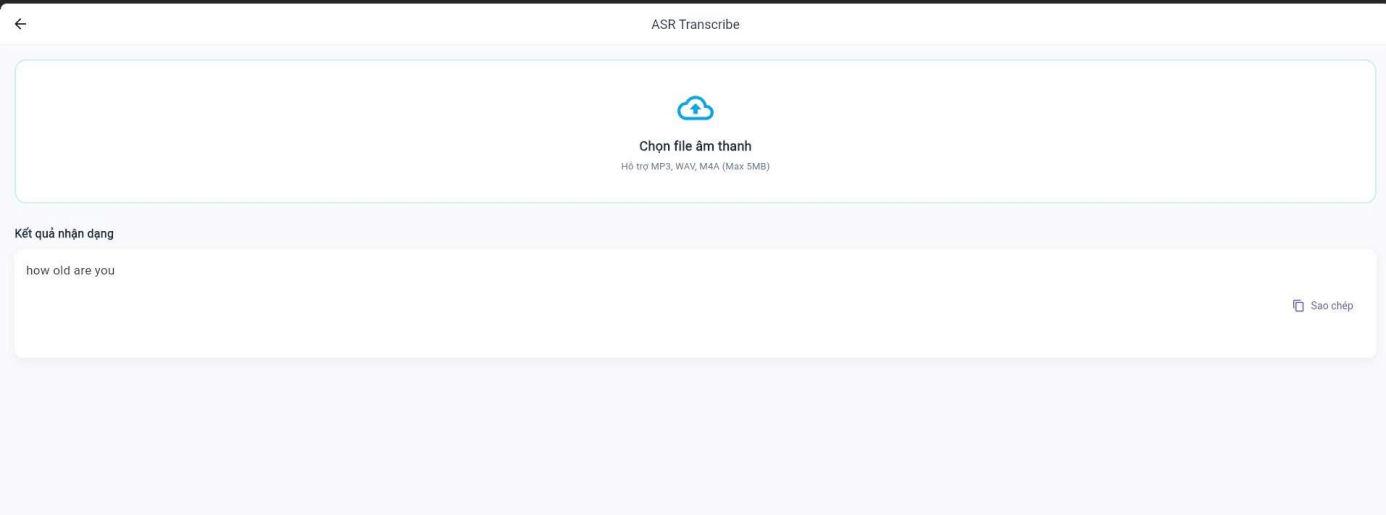 ASR Transcribe
Chọn file âm thanh
Hỗ trợ MP3, WAV, M4A (Max 5MB)
Kết quả nhận dạng
how old are you
Sao chép